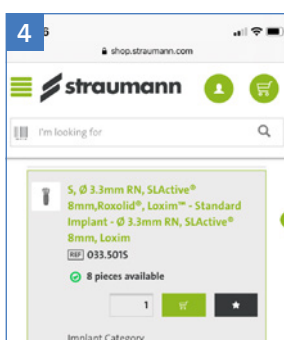 4
shop.straumann.com
straumann
I'm looking for
S, Ø 3.3mm RN, SLActive®
8mm,Roxolid®, Loxim™ - Standard
Implant - Ø 3.3mm RN, SLActive®
8mm, Loxim
REF 033.501S
8 pieces available
1
Implant Category